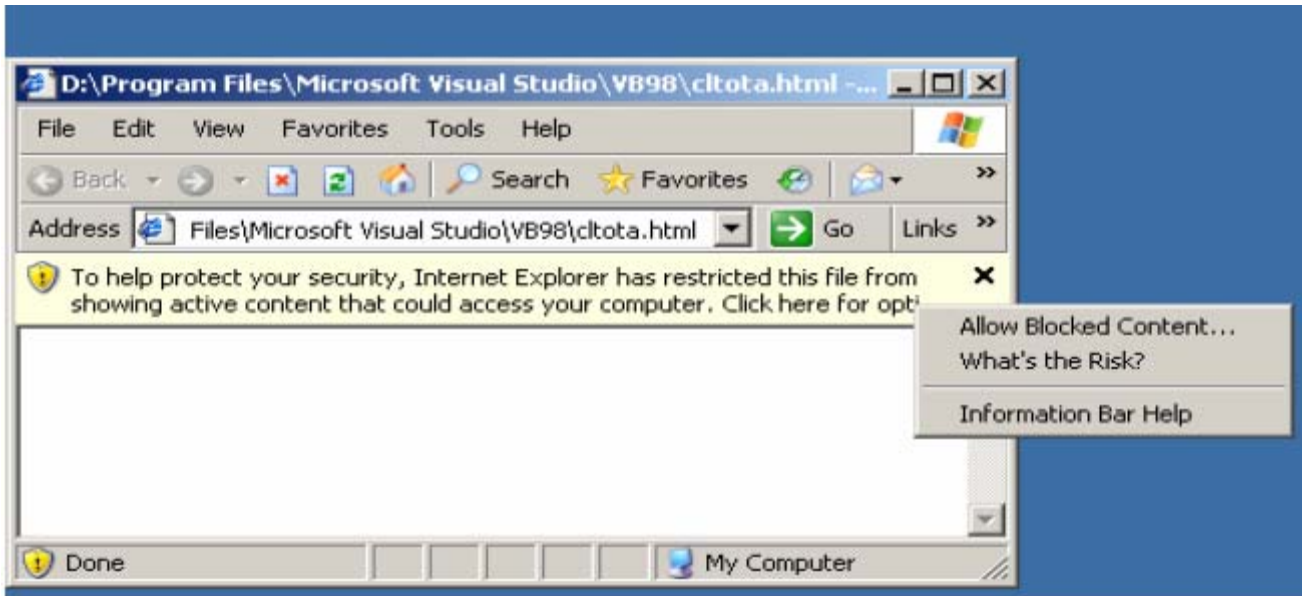 D:\Program Files\Microsoft Visual Studio\VB98\cltota.html -...
File Edit View Favorites Tools Help
Back Search Favorites »
Address Files\Microsoft Visual Studio\VB98\cltota.html Go Links »
To help protect your security, Internet Explorer has restricted this file from
showing active content that could access your computer. Click here for opti
Allow Blocked Content...
What's the Risk?
Information Bar Help
Done My Computer